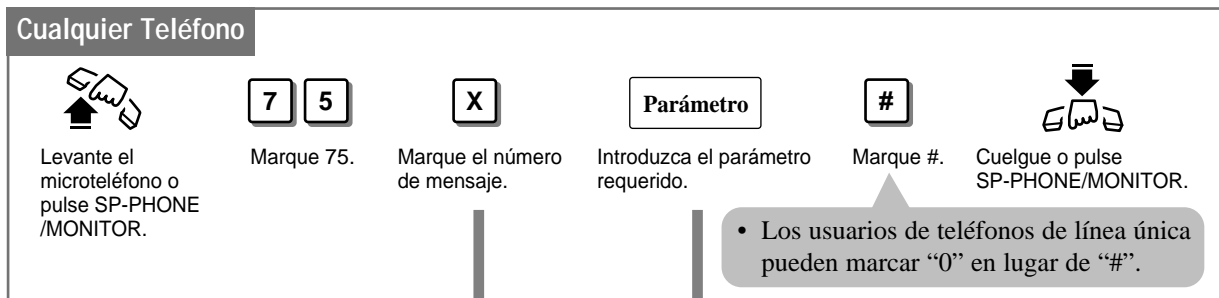 Cualquier Teléfono
7 5
X
Parámetro
#
Levante el
microteléfono o
pulse SP-PHONE
/MONITOR.
Marque 75.
Marque el número
de mensaje.
Introduzca el parámetro
requerido.
Marque #.
Cuelgue o pulse
SP-PHONE/MONITOR.
• Los usuarios de teléfonos de línea única
pueden marcar “0” en lugar de “#”.